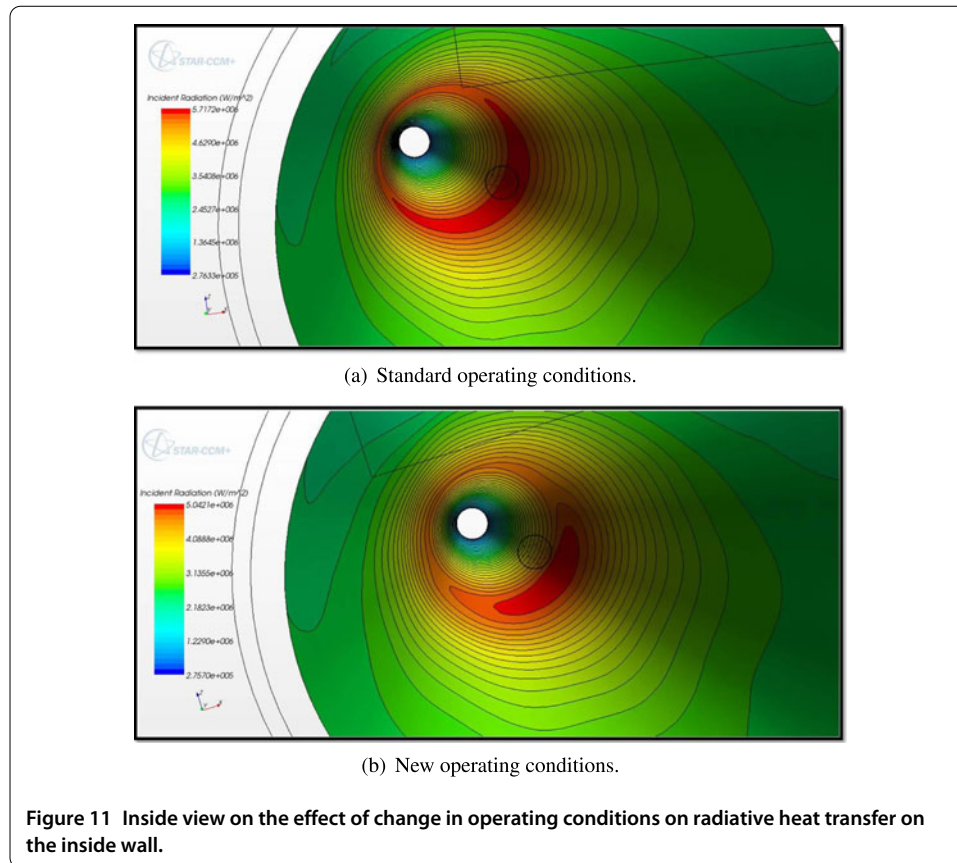 STAR-CCM+
Incident Radiation (W/m^2)
5.7172e+006
4.6290e+006
3.5408e+006
2.4527e+006
1.3645e+006
2.7633e+005
(a) Standard operating conditions.
STAR-CCM+
Incident Radiation (W/m^2)
5.0421e+006
4.0888e+006
3.1355e+006
2.1823e+006
1.2290e+006
2.7570e+005
(b) New operating conditions.
Figure 11 Inside view on the effect of change in operating conditions on radiative heat transfer on
the inside wall.